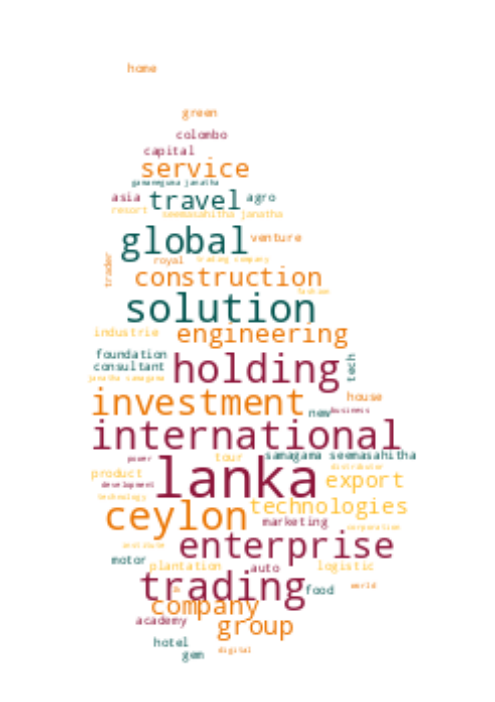 home
green
colombo
capital
service
gamaneguna janatha
asia travel agro
resort seemasahitha janatha
global venture
trader royal trading company
construction
fashion
solution
industrie engineering
foundation
consultant holding tech
janatha samagama
investment house
new business
international
power tour samagama seemasahitha
lanka distributor
product export
development
technology technologies
ceylon marketing corporation
institute enterprise
motor plantation auto logistic
trading food world
company
academy group
hotel digital
gem